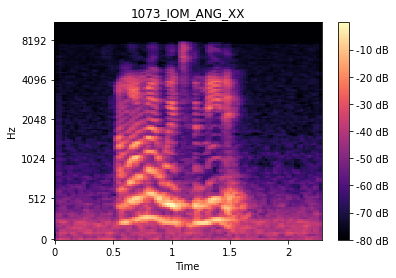 1073_IOM_ANG_XX
8192
4096
2048
1024
512
0
Hz
0
0.5
1
1.5
2
Time
-10 dB
-20 dB
-30 dB
-40 dB
-50 dB
-60 dB
-70 dB
-80 dB